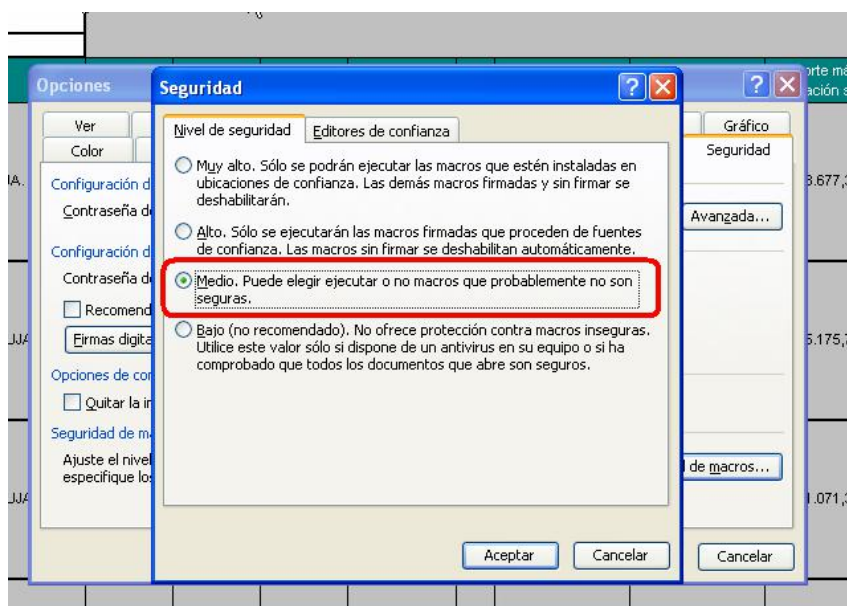 Opciones
Seguridad
Ver
Color
Gráfico
Seguridad
Configuración
Contraseña
Avanzada...
Configuración
Contraseña
Firmas
Opciones de
Quitar la
Seguridad de
Ajuste el
especifique
de macros...
Cancelar
Nivel de seguridad
Editores de confianza
Muy alto. Sólo se podrán ejecutar las macros que estén instaladas en
ubicaciones de confianza. Las demás macros firmadas y sin firmar se
deshabilitarán.
Alto. Sólo se ejecutarán las macros firmadas que proceden de fuentes
de confianza. Las macros sin firmar se deshabilitan automáticamente.
Medio. Puede elegir ejecutar o no macros que probablemente no son
seguras.
Bajo (no recomendado). No ofrece protección contra macros inseguras.
Utilice este valor sólo si dispone de un antivirus en su equipo o si ha
comprobado que todos los documentos que abre son seguros.
Aceptar
Cancelar